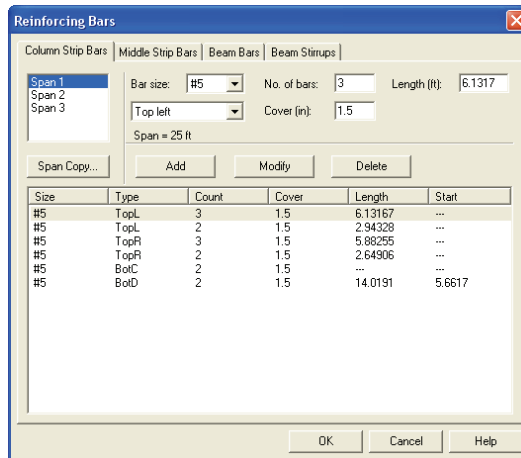 Reinforcing Bars
Column Strip Bars Middle Strip Bars Beam Bars Beam Stirrups
Span 1
Span 2
Span 3
Bar size: #5 No. of bars: 3 Length (ft): 6.1317
Top left Cover (in): 1.5
Span = 25 ft
Span Copy... Add Modify Delete
Size Type Count Cover Length Start
#5 TopL 3 1.5 6.13167 ---
#5 TopL 2 1.5 2.94328 ---
#5 TopR 3 1.5 5.88255 ---
#5 TopR 2 1.5 2.64906 ---
#5 BotC 2 1.5 --- ---
#5 BotD 2 1.5 14.0191 5.6617
OK Cancel Help